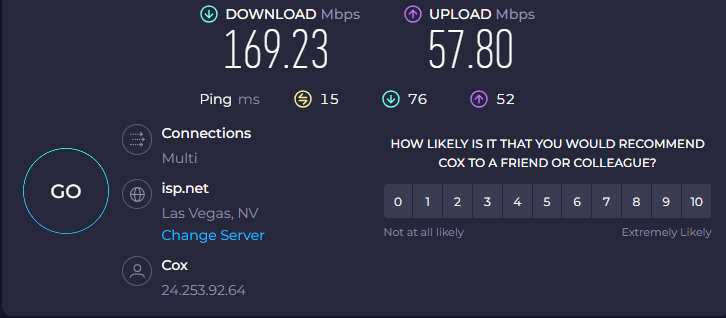 DOWNLOAD Mbps
169.23
UPLOAD Mbps
57.80
Ping ms 15 76 52
GO
Connections
Multi
isp.net
Las Vegas, NV
Change Server
Cox
24.253.92.64
HOW LIKELY IS IT THAT YOU WOULD RECOMMEND
COX TO A FRIEND OR COLLEAGUE?
0 1 2 3 4 5 6 7 8 9 10
Not at all likely Extremely Likely